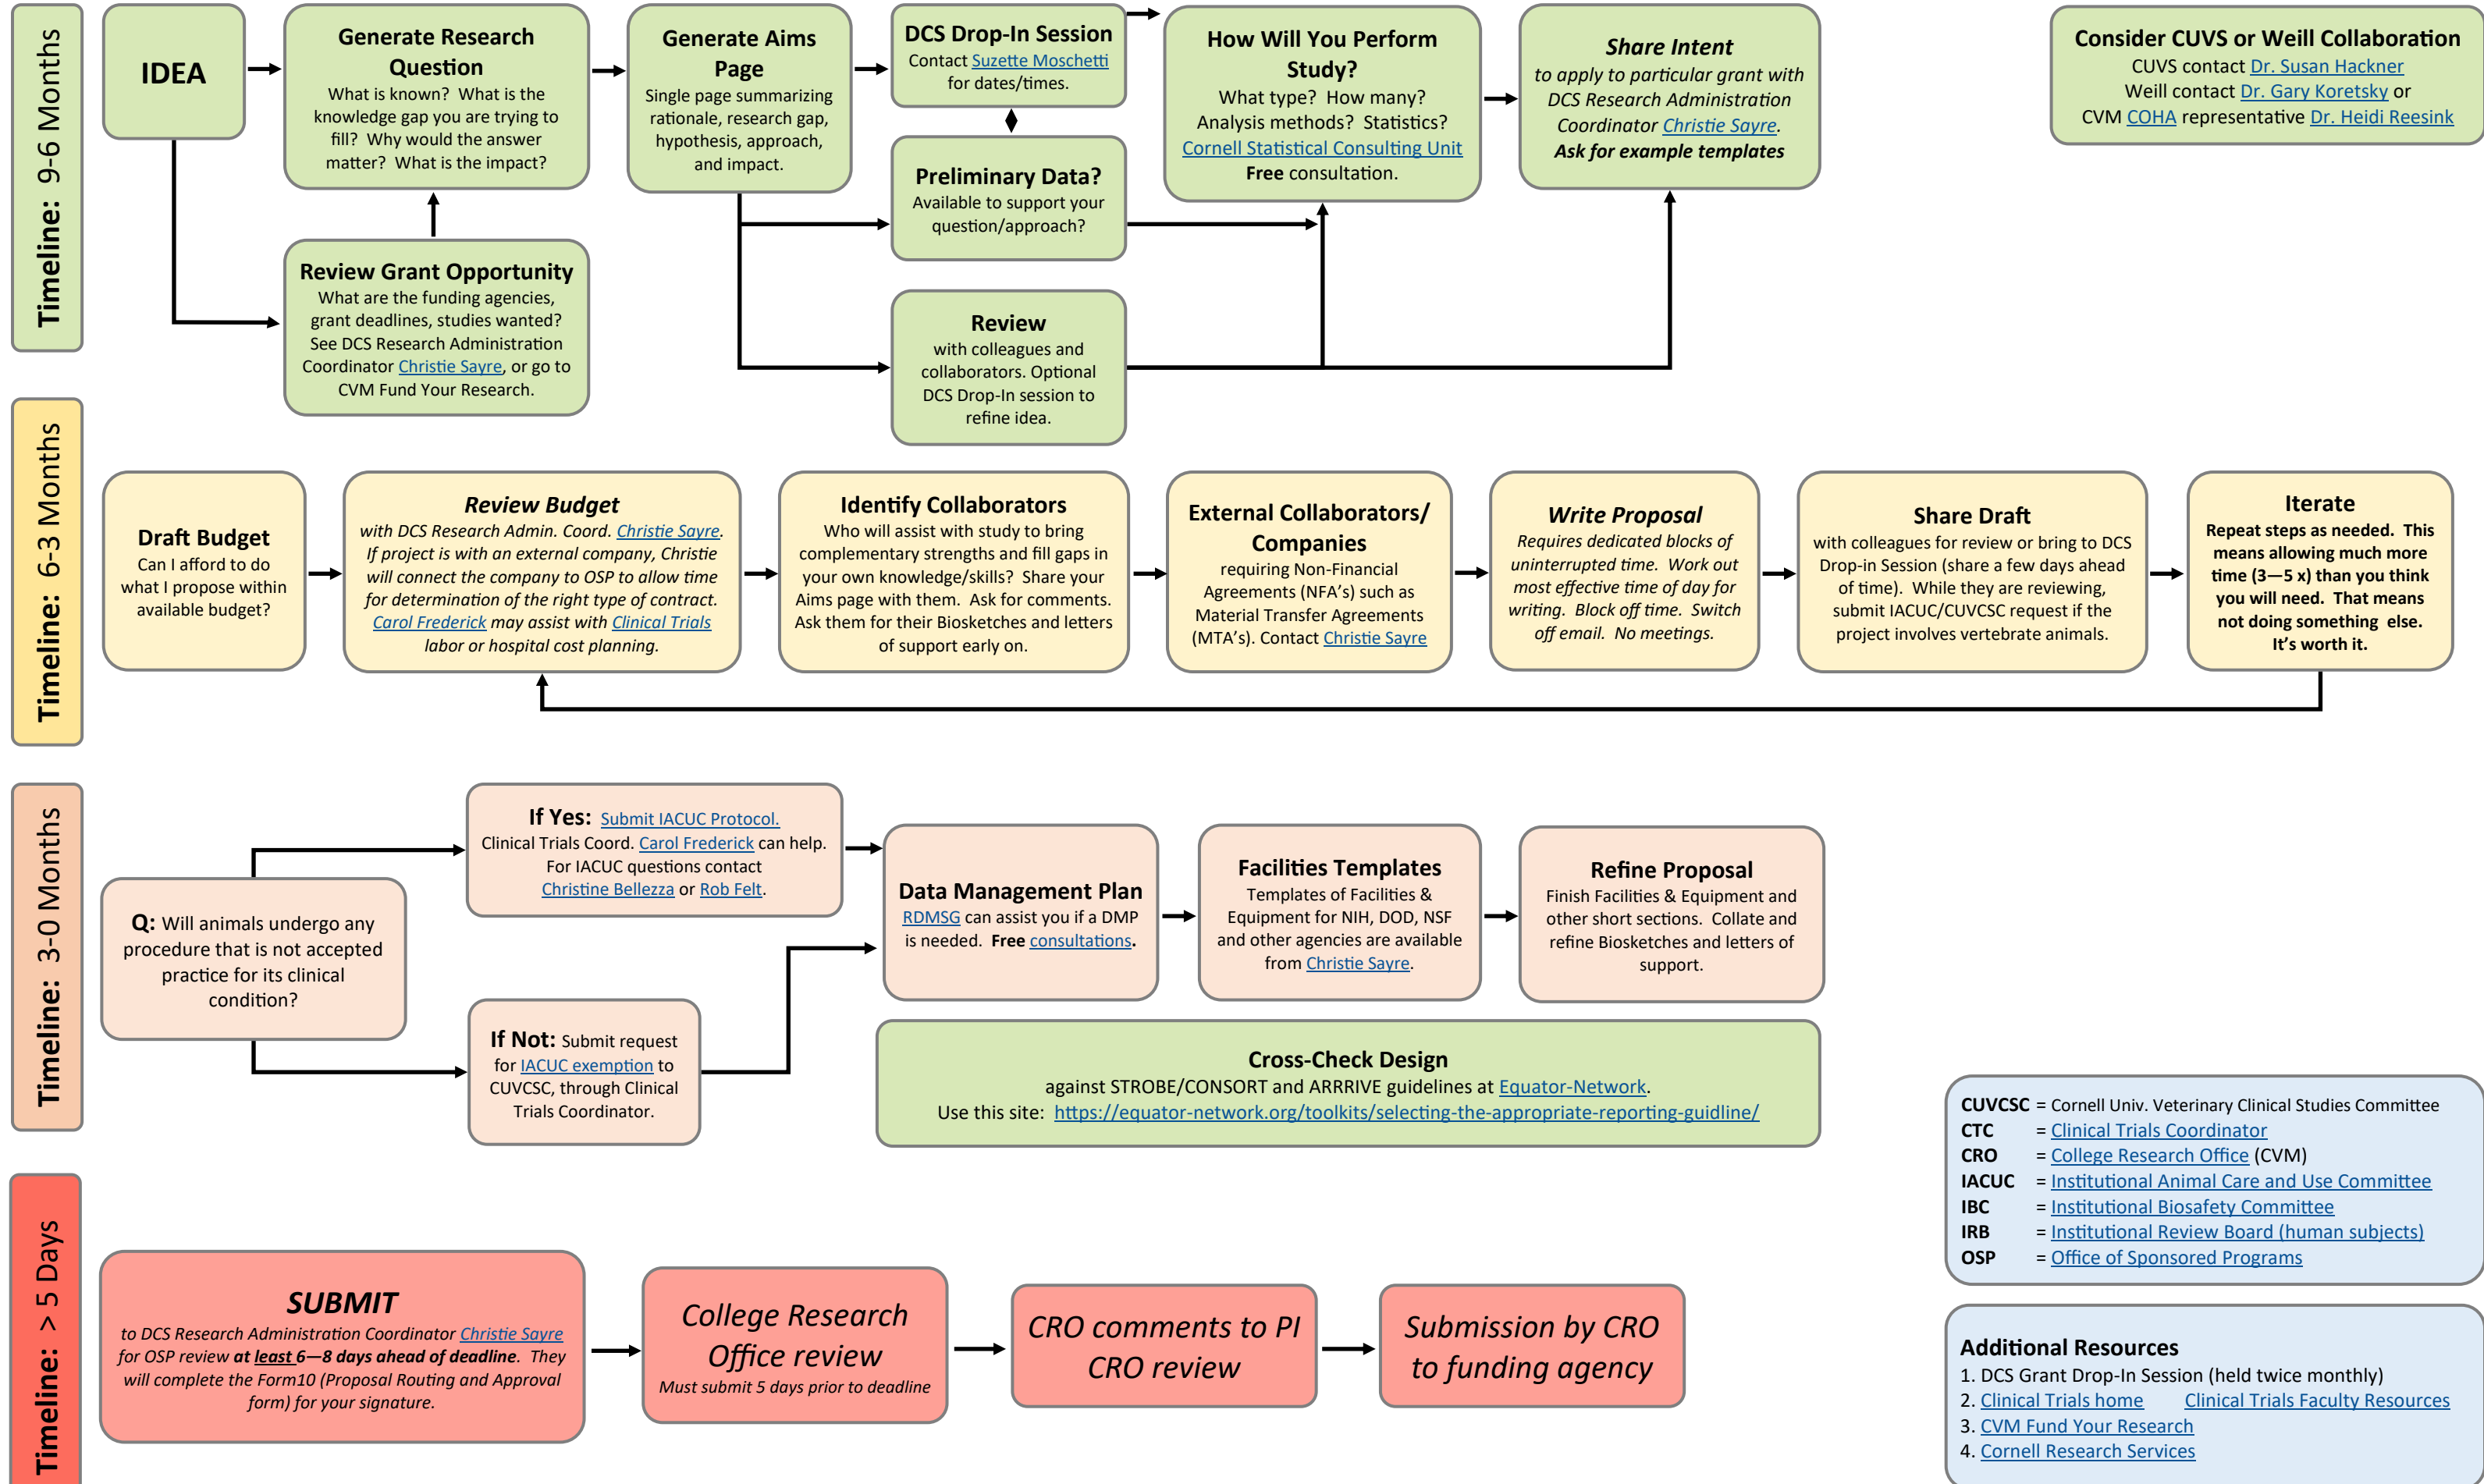 Timeline: 9-6 Months
IDEA
Generate Research
Question
What is known? What is the
knowledge gap you are trying to
fill? Why would the answer
matter? What is the impact?
Review Grant Opportunity
What are the funding agencies,
grant deadlines, studies wanted?
See DCS Research Administration
Coordinator Christie Sayre, or go to
CVM Fund Your Research.
Generate Aims
Page
Single page summarizing
rationale, research gap,
hypothesis, approach,
and impact.
DCS Drop-In Session
Contact Suzette Moschetti
for dates/times.
Preliminary Data?
Available to support your
question/approach?
Review
with colleagues and
collaborators. Optional
DCS Drop-In session to
refine idea.
How Will You Perform
Study?
What type? How many?
Analysis methods? Statistics?
Cornell Statistical Consulting Unit
Free consultation.
Share Intent
to apply to particular grant with
DCS Research Administration
Coordinator Christie Sayre.
Ask for example templates
Consider CUVS or Weill Collaboration
CUVS contact Dr. Susan Hackner
Weill contact Dr. Gary Koretsky or
CVM COHA representative Dr. Heidi Reesink
Timeline: 6-3 Months
Draft Budget
Can I afford to do
what I propose within
available budget?
Review Budget
with DCS Research Admin. Coord. Christie Sayre.
If project is with an external company, Christie
will connect the company to OSP to allow time
for determination of the right type of contract.
Carol Frederick may assist with Clinical Trials
labor or hospital cost planning.
Identify Collaborators
Who will assist with study to bring
complementary strengths and fill gaps in
your own knowledge/skills? Share your
Aims page with them. Ask for comments.
Ask them for their Biosketches and letters
of support early on.
External Collaborators/
Companies
requiring Non-Financial
Agreements (NFA's) such as
Material Transfer Agreements
(MTA's). Contact Christie Sayre
Write Proposal
Requires dedicated blocks of
uninterrupted time. Work out
most effective time of day for
writing. Block off time. Switch
off email. No meetings.
Share Draft
with colleagues for review or bring to DCS
Drop-in Session (share a few days ahead
of time). While they are reviewing,
submit IACUC/CUVCSC request if the
project involves vertebrate animals.
Iterate
Repeat steps as needed. This
means allowing much more
time (3—5 x) than you think
you will need. That means
not doing something else.
It's worth it.
Timeline: 3-0 Months
Q: Will animals undergo any
procedure that is not accepted
practice for its clinical
condition?
If Yes: Submit IACUC Protocol.
Clinical Trials Coord. Carol Frederick can help.
For IACUC questions contact
Christine Bellezza or Rob Felt.
If Not: Submit request
for IACUC exemption to
CUVCSC, through Clinical
Trials Coordinator.
Data Management Plan
RDMSG can assist you if a DMP
is needed. Free consultations.
Facilities Templates
Templates of Facilities &
Equipment for NIH, DOD, NSF
and other agencies are available
from Christie Sayre.
Refine Proposal
Finish Facilities & Equipment and
other short sections. Collate and
refine Biosketches and letters of
support.
Cross-Check Design
against STROBE/CONSORT and ARRRIVE guidelines at Equator-Network.
Use this site: https://equator-network.org/toolkits/selecting-the-appropriate-reporting-guidline/
Timeline: > 5 Days
SUBMIT
to DCS Research Administration Coordinator Christie Sayre
for OSP review at least 6—8 days ahead of deadline. They
will complete the Form10 (Proposal Routing and Approval
form) for your signature.
College Research
Office review
Must submit 5 days prior to deadline
CRO comments to PI
CRO review
Submission by CRO
to funding agency
CUVCSC = Cornell Univ. Veterinary Clinical Studies Committee
CTC = Clinical Trials Coordinator
CRO = College Research Office (CVM)
IACUC = Institutional Animal Care and Use Committee
IBC = Institutional Biosafety Committee
IRB = Institutional Review Board (human subjects)
OSP = Office of Sponsored Programs
Additional Resources
1. DCS Grant Drop-In Session (held twice monthly)
2. Clinical Trials home Clinical Trials Faculty Resources
3. CVM Fund Your Research
4. Cornell Research Services